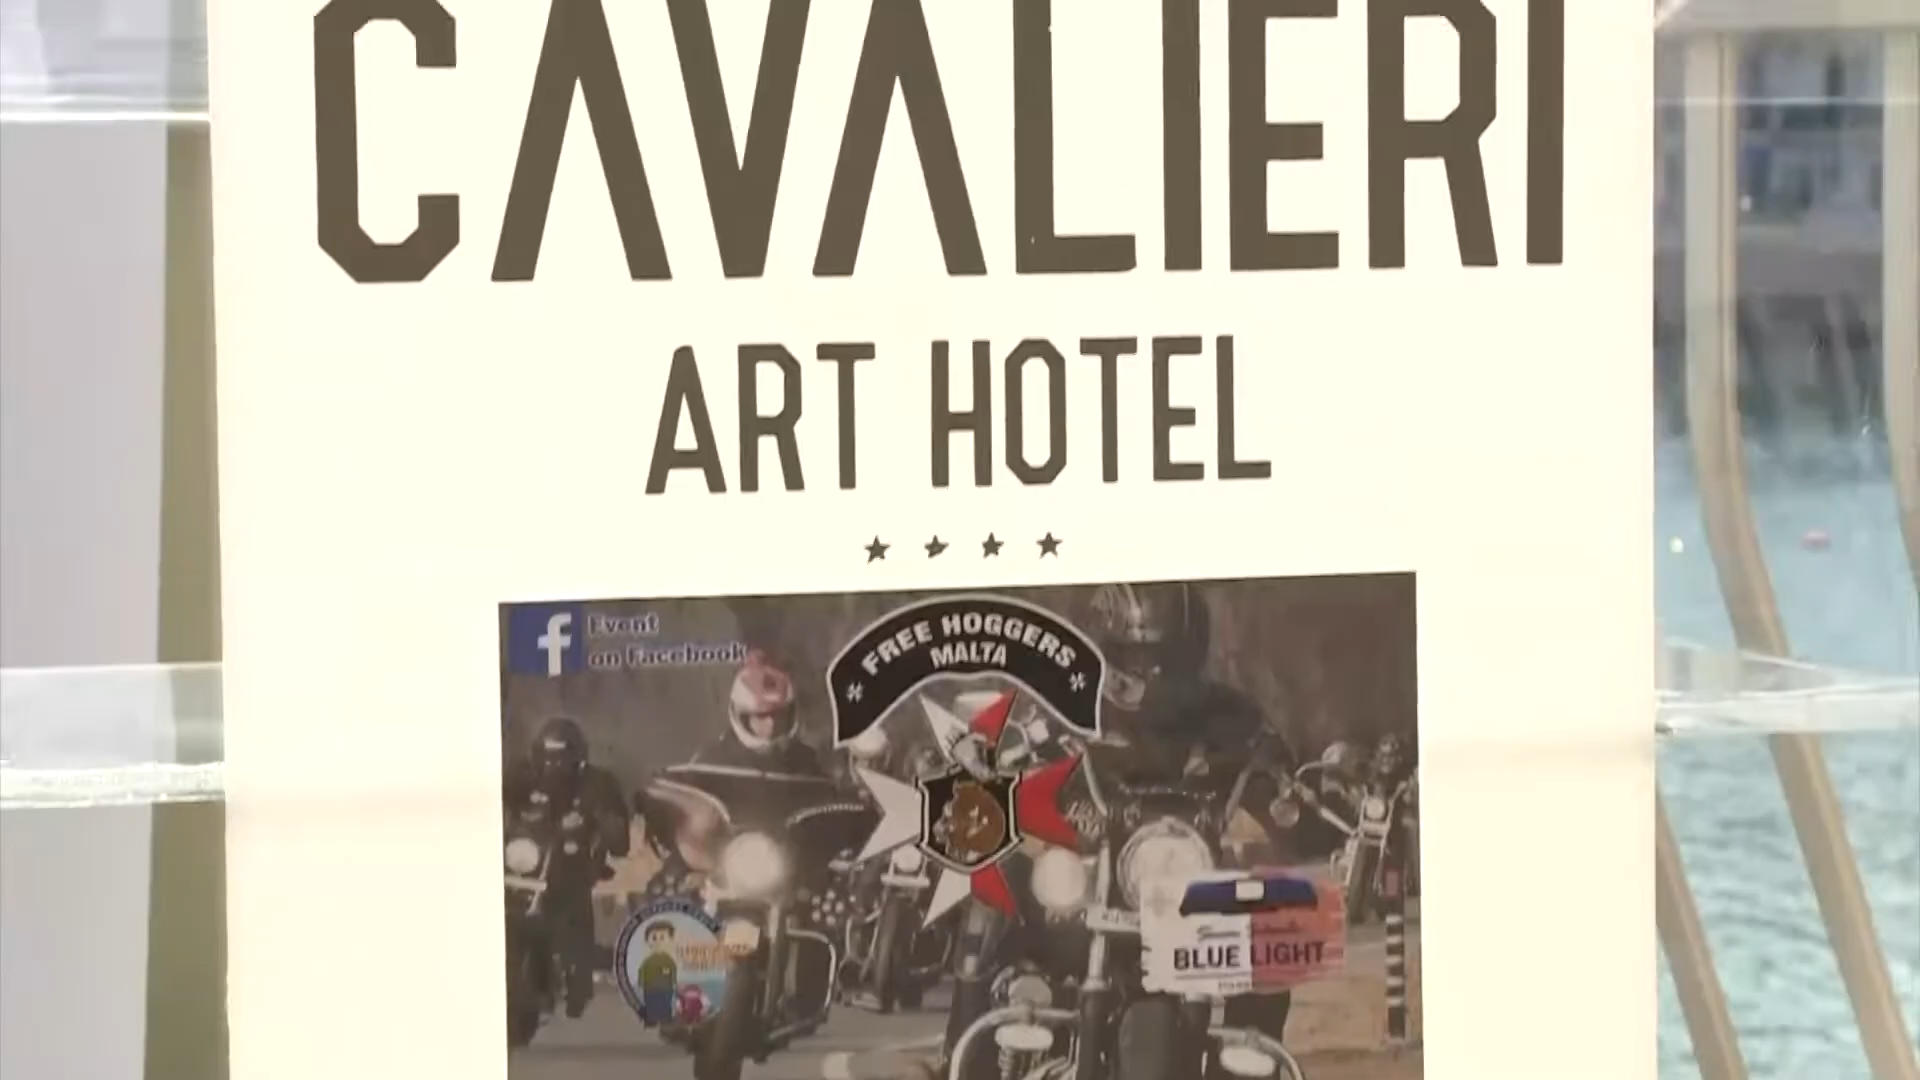 CAVALIERI
ART HOTEL
Event
on Facebook
FREE HOGGERS
MALTA
BLUE LIGHT